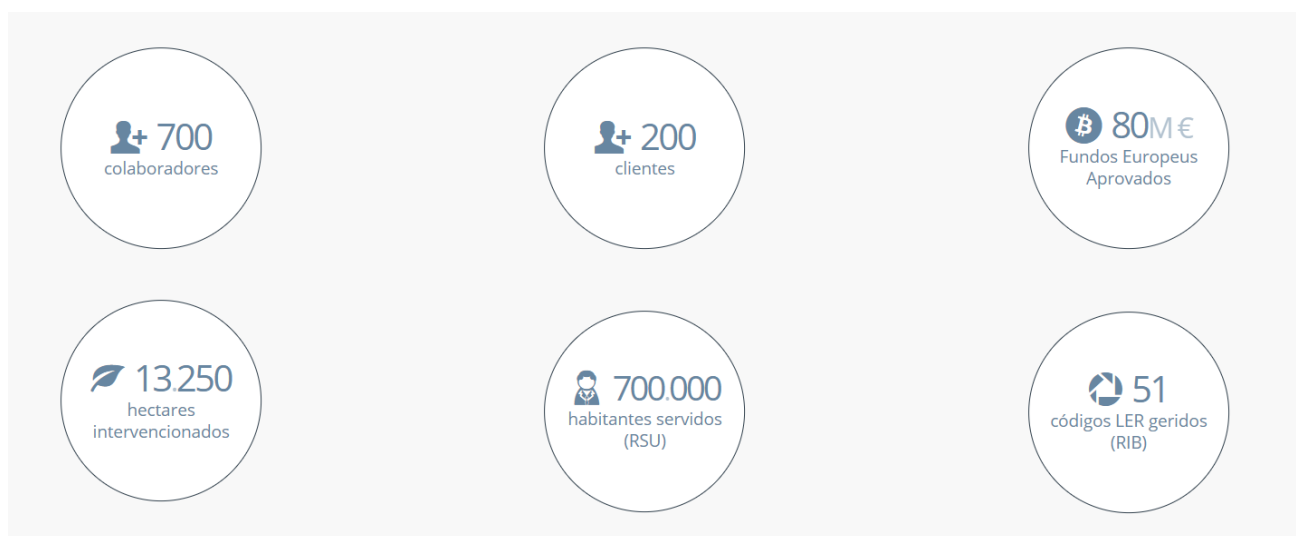 700
colaboradores
200
clientes
80M €
Fundos Europeus
Aprovados
13.250
hectares
intervencionados
700.000
habitantes servidos
(RSU)
51
códigos LER geridos
(RIB)